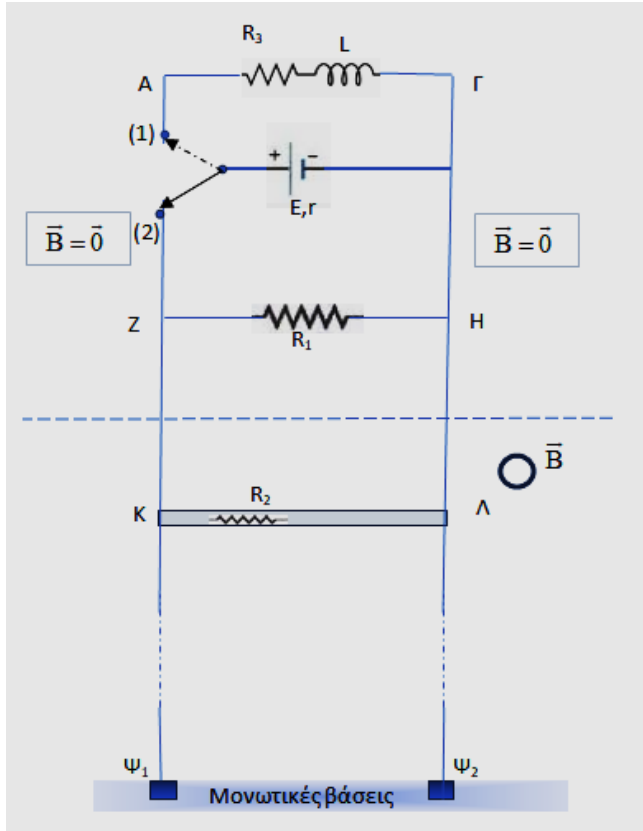 R₃ L
Α Γ
(1)
+ −
E,r
B⃗ = 0⃗ (2) B⃗ = 0⃗
Ζ Η
R₁
B⃗
R₂
Κ Λ
Ψ₁ Ψ₂
Μονωτικές βάσεις